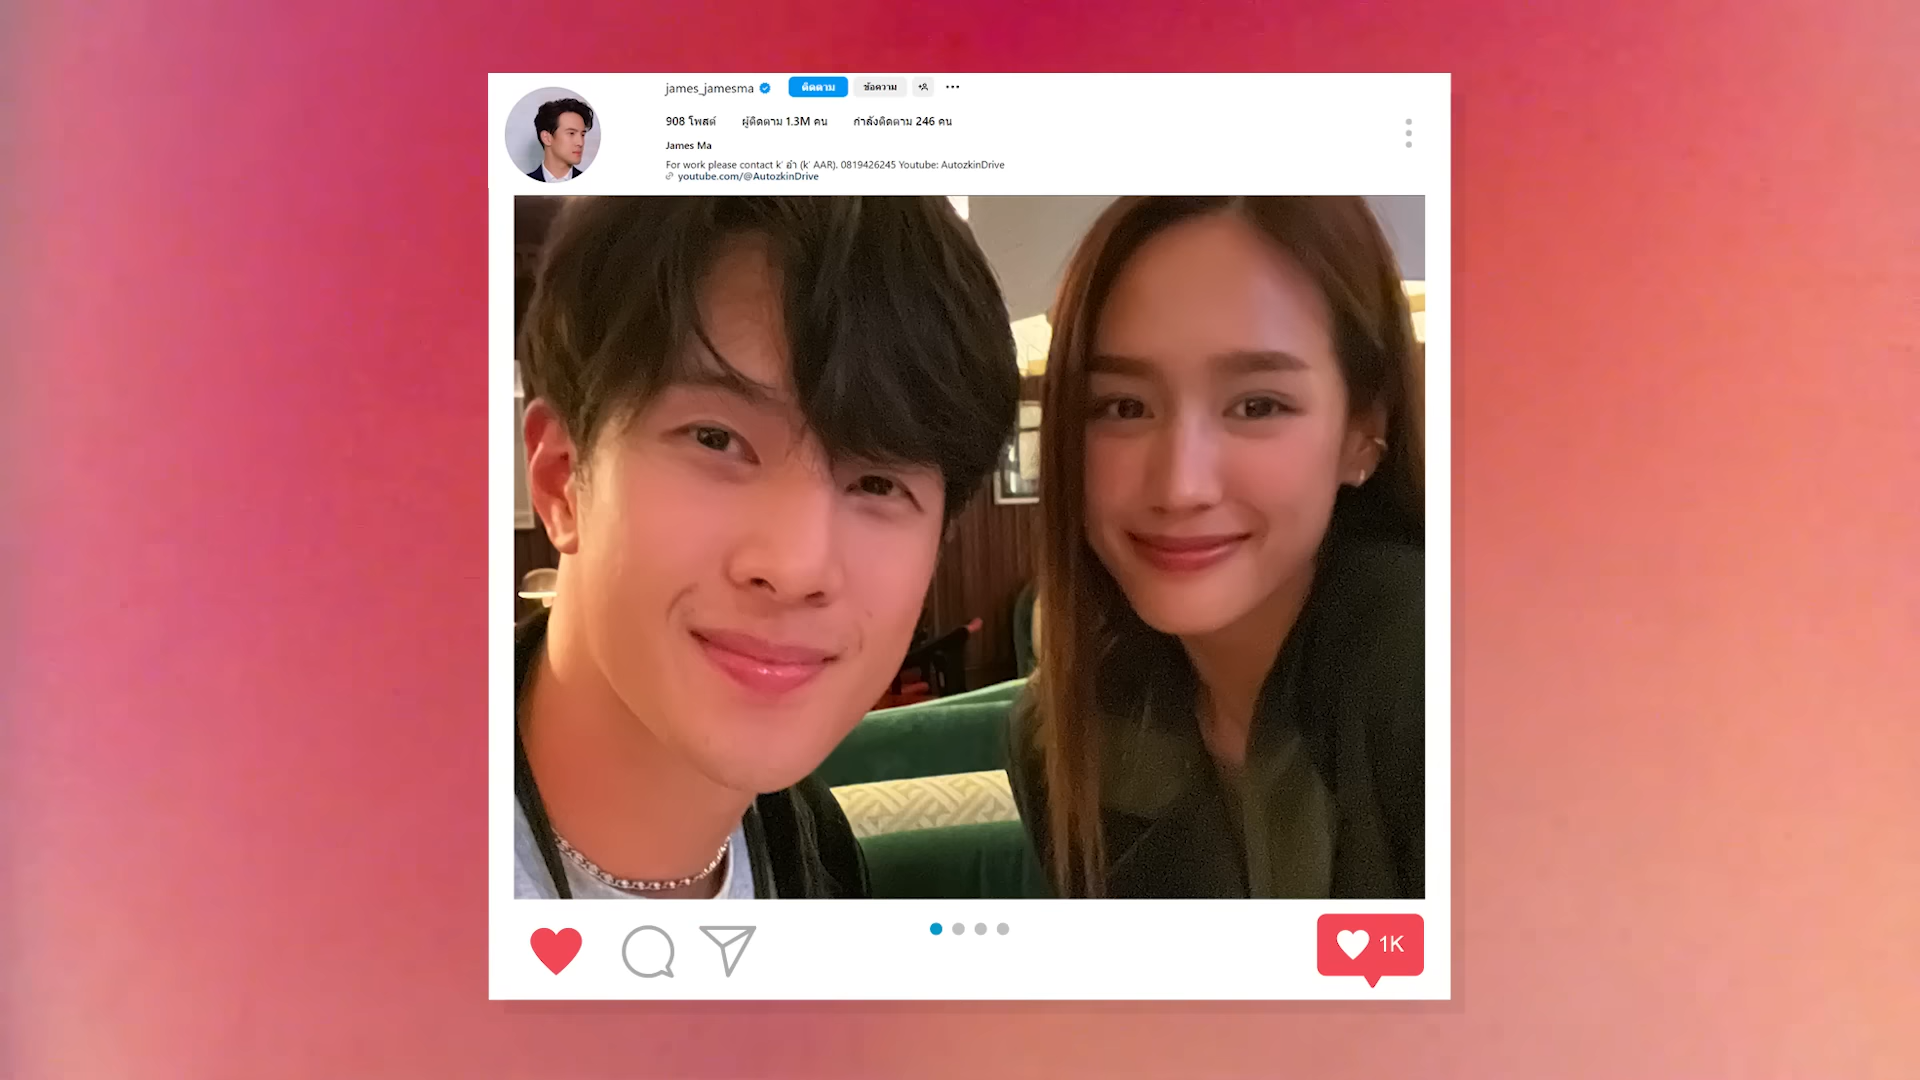 james_jamesma ติดตาม ข้อความ
908 โพสต์ ผู้ติดตาม 1.3M คน กำลังติดตาม 246 คน
James Ma
For work please contact k' อำ (k' AAR). 0819426245 Youtube: AutozkinDrive
youtube.com/@AutozkinDrive
1K